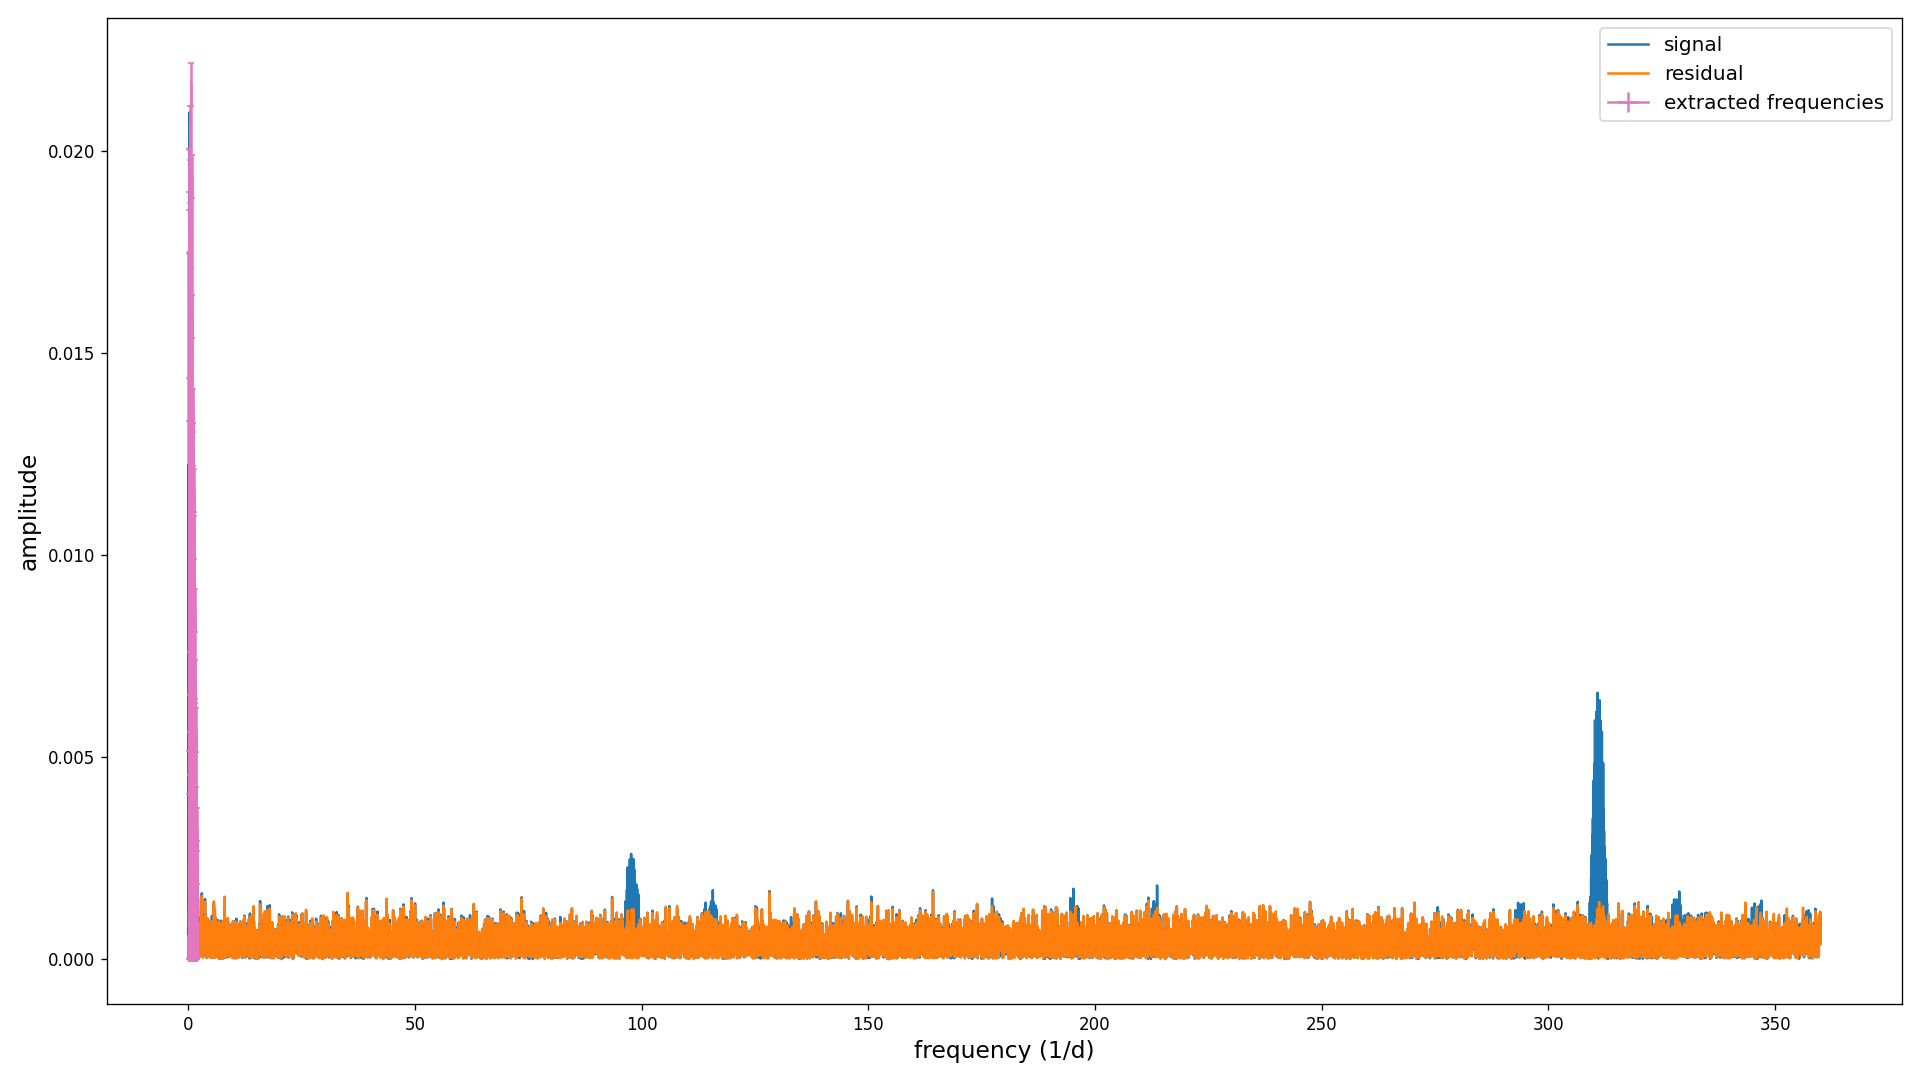 signal
residual
extracted frequencies
amplitude
0.020
0.015
0.010
0.005
0.000
0 50 100 150 200 250 300 350
frequency (1/d)